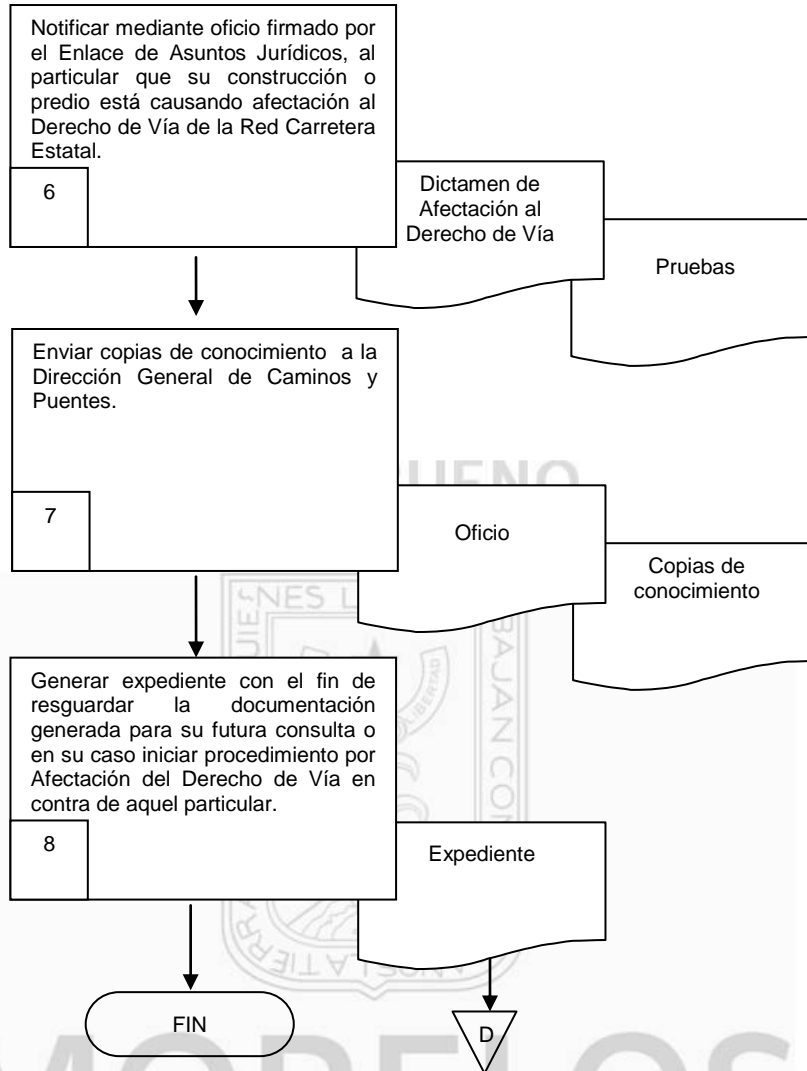 Notificar mediante oficio firmado por
el Enlace de Asuntos Jurídicos, al
particular que su construcción o
predio está causando afectación al
Derecho de Vía de la Red Carretera
Estatal.
6
Dictamen de
Afectación al
Derecho de Vía
Pruebas
Enviar copias de conocimiento a la
Dirección General de Caminos y
Puentes.
7
Oficio
Copias de
conocimiento
Generar expediente con el fin de
resguardar la documentación
generada para su futura consulta o
en su caso iniciar procedimiento por
Afectación del Derecho de Vía en
contra de aquel particular.
8
Expediente
FIN
D
LIBERTAD
MORELOS